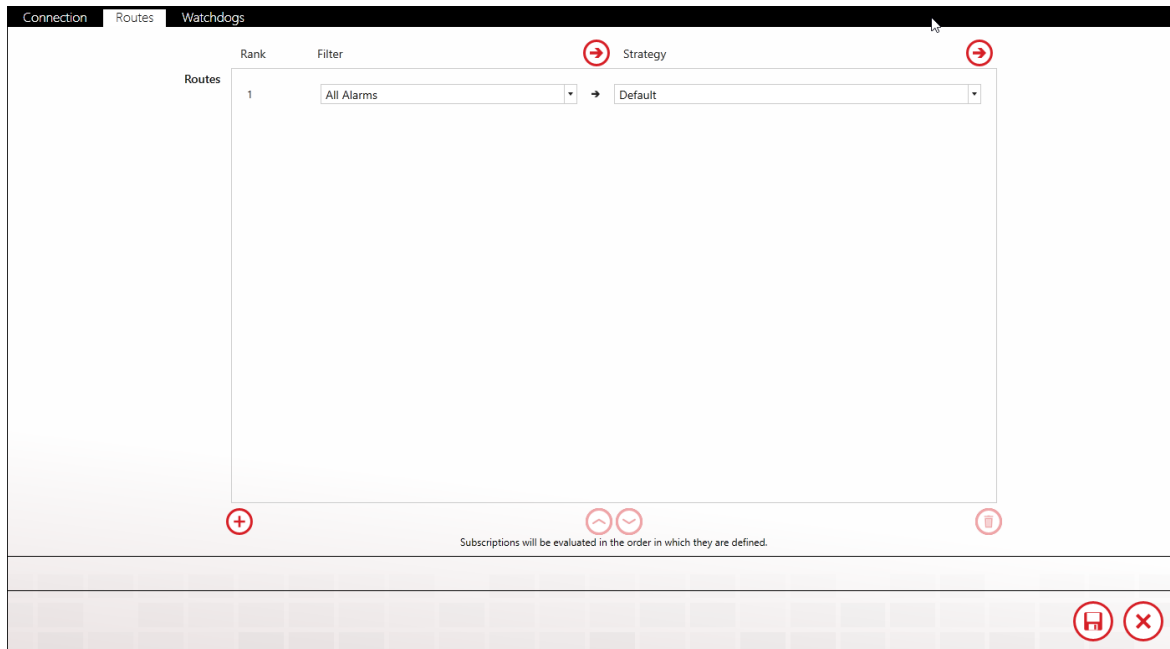 Connection Routes Watchdogs
Rank Filter Strategy
Routes
1 All Alarms Default
Subscriptions will be evaluated in the order in which they are defined.